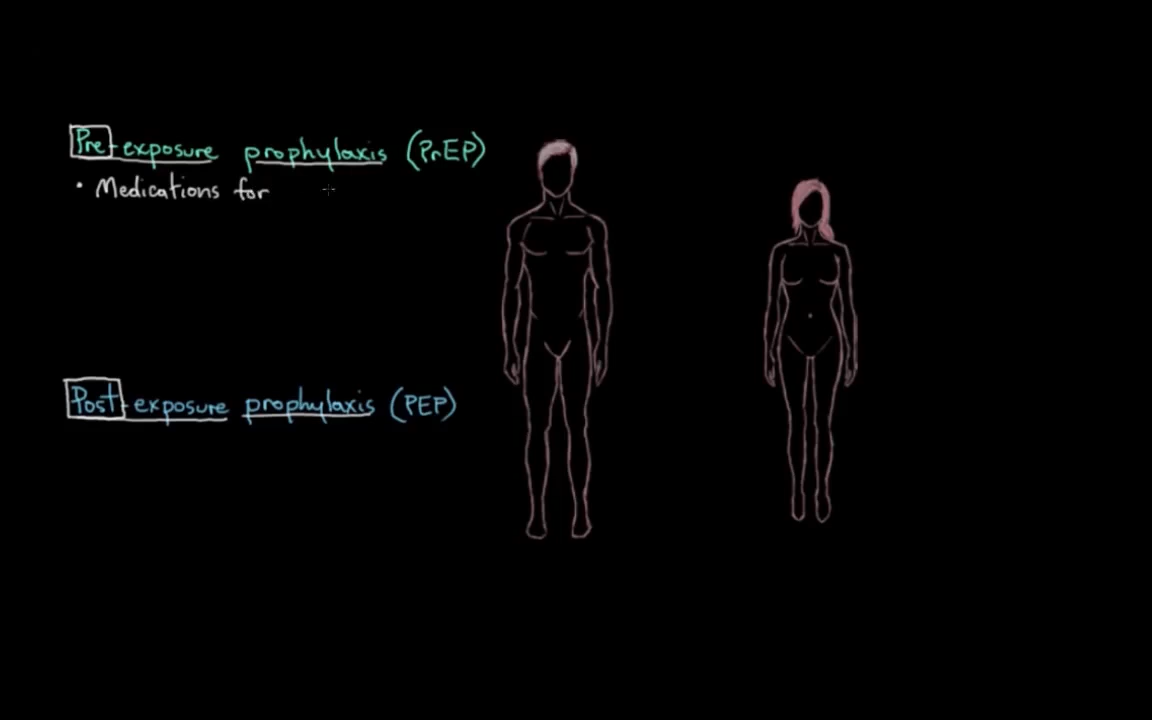 Pre-exposure prophylaxis (PrEP)
• Medications for
Post-exposure prophylaxis (PEP)